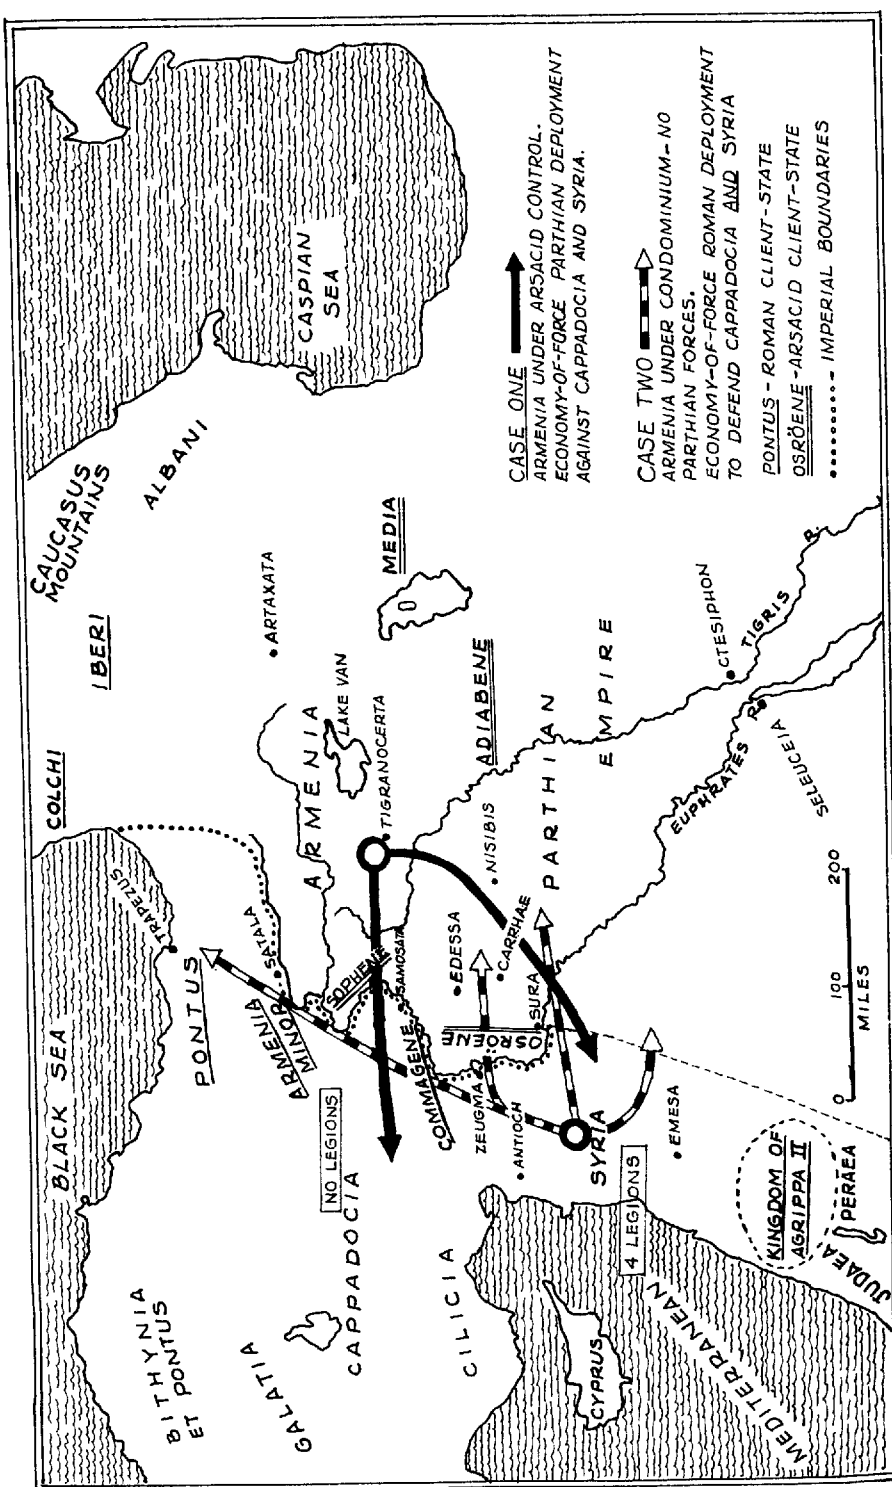 BLACK SEA
COLCHI
CAUCASUS
MOUNTAINS
IBERI
ALBANI
CASPIAN
SEA
BITHYNIA
ET PONTUS
PONTUS
TRAPEZUS
GALATIA
ARMENIA
MINOR
SATALA
ARTAXATA
NO LEGIONS
CAPPADOCIA
SOPHENE
ARMENIA
LAKE VAN
TIGRANOCERTA
MEDIA
COMMAGENE
SAMOSATA
CILICIA
ZEUGMA
ANTIOCH
EDESSA
CARRHAE
NISIBIS
ADIABENE
OSRÖENE
SURA
PARTHIAN
EMPIRE
CYPRUS
SYRIA
4 LEGIONS
EMESA
EUPHRATES R.
TIGRIS R.
CTESIPHON
SELEUCEIA
MEDITERRANEAN
KINGDOM OF
AGRIPPA II
JUDAEA
PERAEA
0 100 200
MILES
CASE ONE
ARMENIA UNDER ARSACID CONTROL.
ECONOMY-OF-FORCE PARTHIAN DEPLOYMENT
AGAINST CAPPADOCIA AND SYRIA.
CASE TWO
ARMENIA UNDER CONDOMINIUM-NO
PARTHIAN FORCES.
ECONOMY-OF-FORCE ROMAN DEPLOYMENT
TO DEFEND CAPPADOCIA AND SYRIA
PONTUS - ROMAN CLIENT-STATE
OSRÖENE - ARSACID CLIENT-STATE
IMPERIAL BOUNDARIES